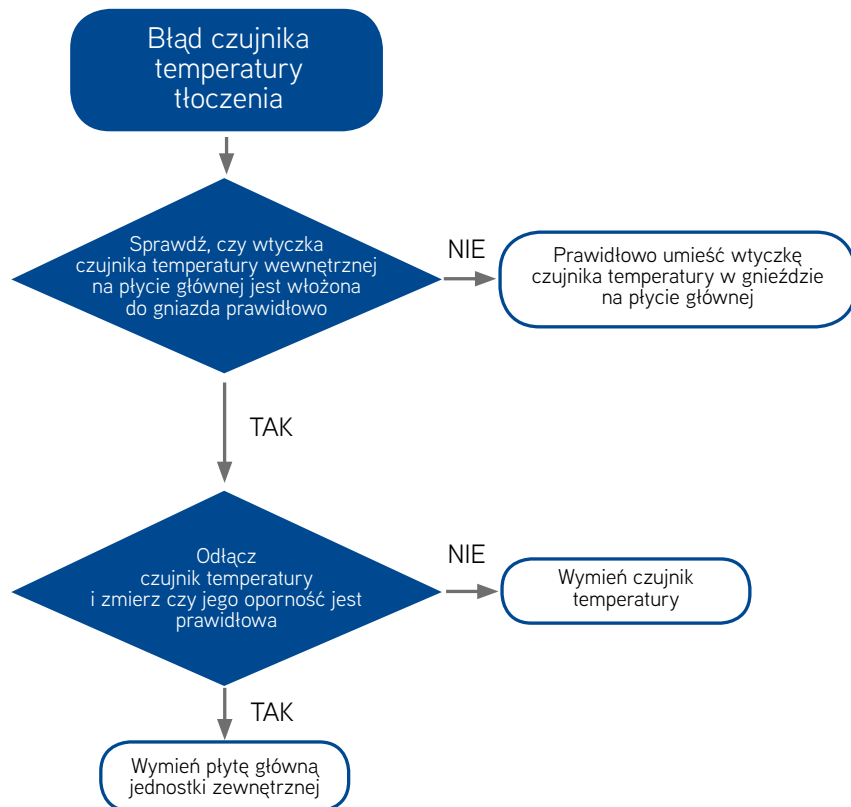 Błąd czujnika
temperatury
tłoczenia
Sprawdź, czy wtyczka
czujnika temperatury wewnętrznej
na płycie głównej jest włożona
do gniazda prawidłowo
NIE
Prawidłowo umieść wtyczkę
czujnika temperatury w gnieździe
na płycie głównej
TAK
Odłącz
czujnik temperatury
i zmierz czy jego oporność jest
prawidłowa
NIE
Wymień czujnik
temperatury
TAK
Wymień płytę główną
jednostki zewnętrznej